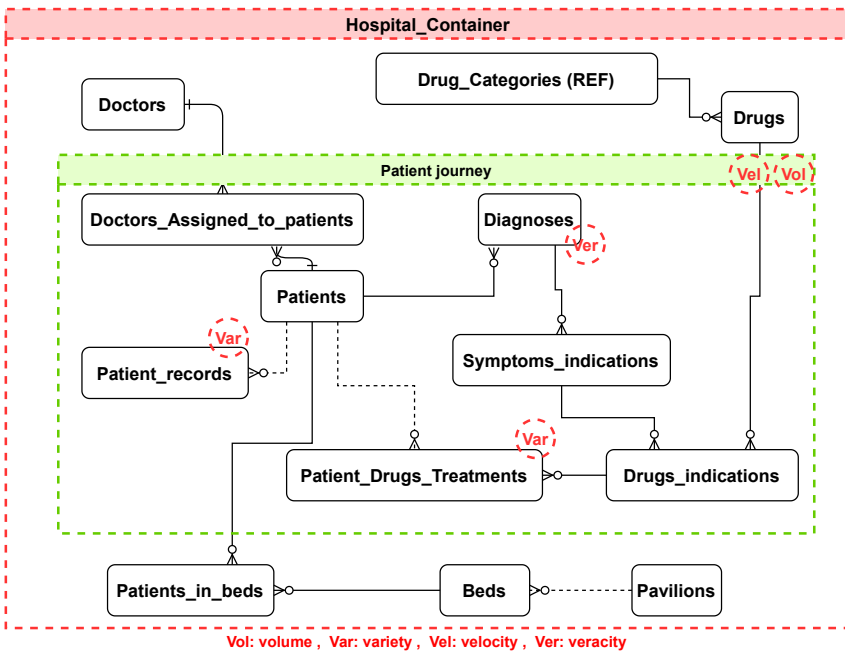 Hospital_Container
Drug_Categories (REF)
Doctors
Drugs
Patient journey
Vel
Vol
Doctors_Assigned_to_patients
Diagnoses
Ver
Patients
Var
Patient_records
Symptoms_indications
Var
Patient_Drugs_Treatments
Drugs_indications
Patients_in_beds
Beds
Pavilions
Vol: volume , Var: variety , Vel: velocity , Ver: veracity